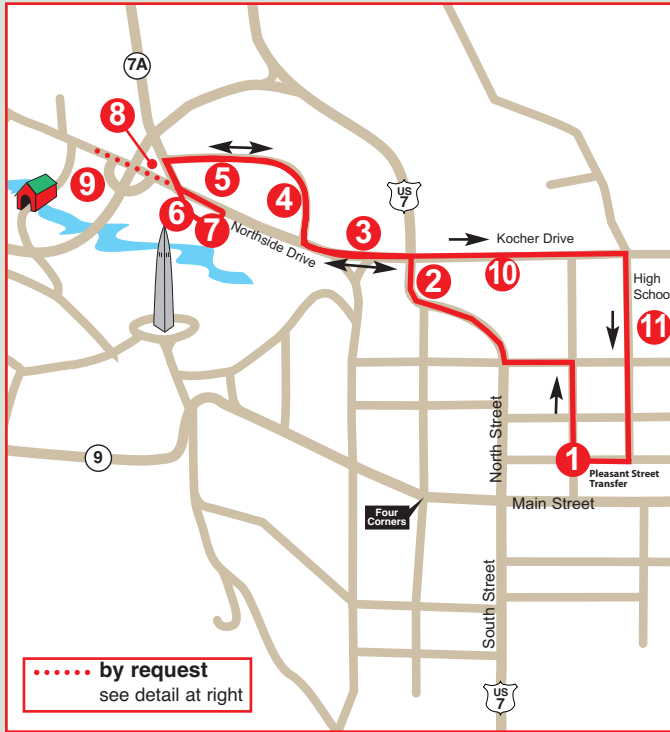 7A
8
9
5
4
US
7
6
7
Northside Drive
3
Kocher Drive
2
10
High
Schoo
11
North Street
1
Pleasant Street
Transfer
9
Main Street
Four
Corners
South Street
US
7
by request
see detail at right